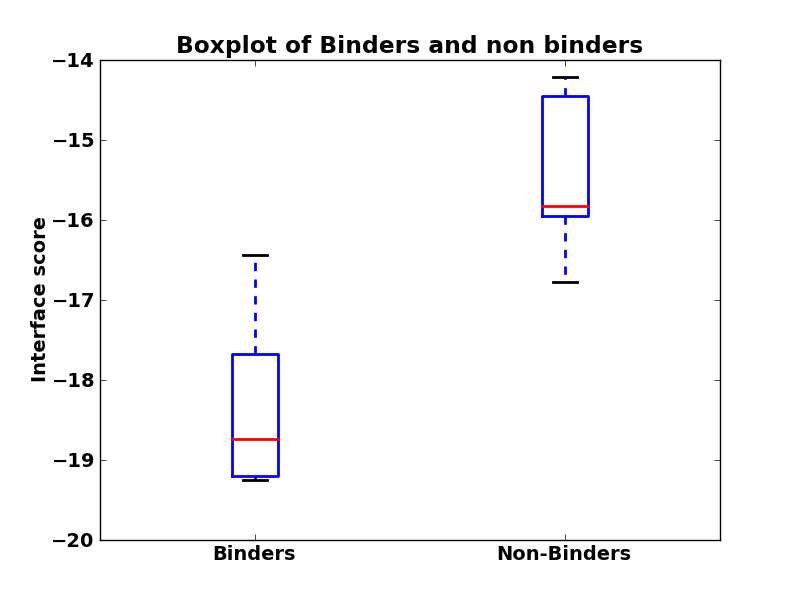 Boxplot of Binders and non binders
−14
−15
−16
−17
−18
−19
−20
Interface score
Binders
Non-Binders